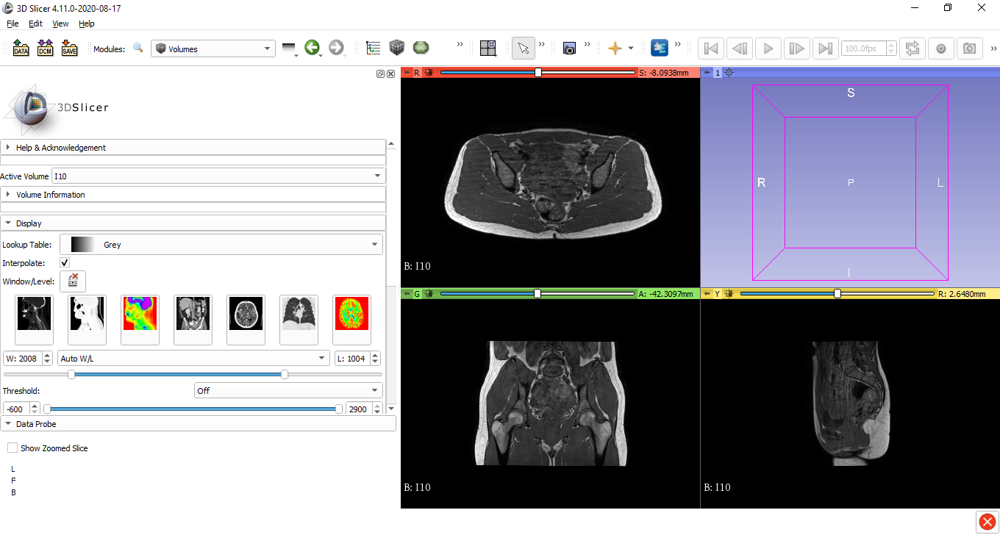 3D Slicer 4.11.0-2020-08-17
File Edit View Help
DATA DCM SAVE Modules: Volumes 100.0fps
3DSlicer
Help & Acknowledgement
Active Volume I10
Volume Information
Display
Lookup Table: Grey
Interpolate:
Window/Level:
W: 2008 Auto W/L L: 1004
Threshold: Off
-600 2900
Data Probe
Show Zoomed Slice
L
F
B
R S: -8.0938mm
B: I10
1
S
R P L
I
G A: -42.3097mm
B: I10
Y R: 2.6480mm
B: I10